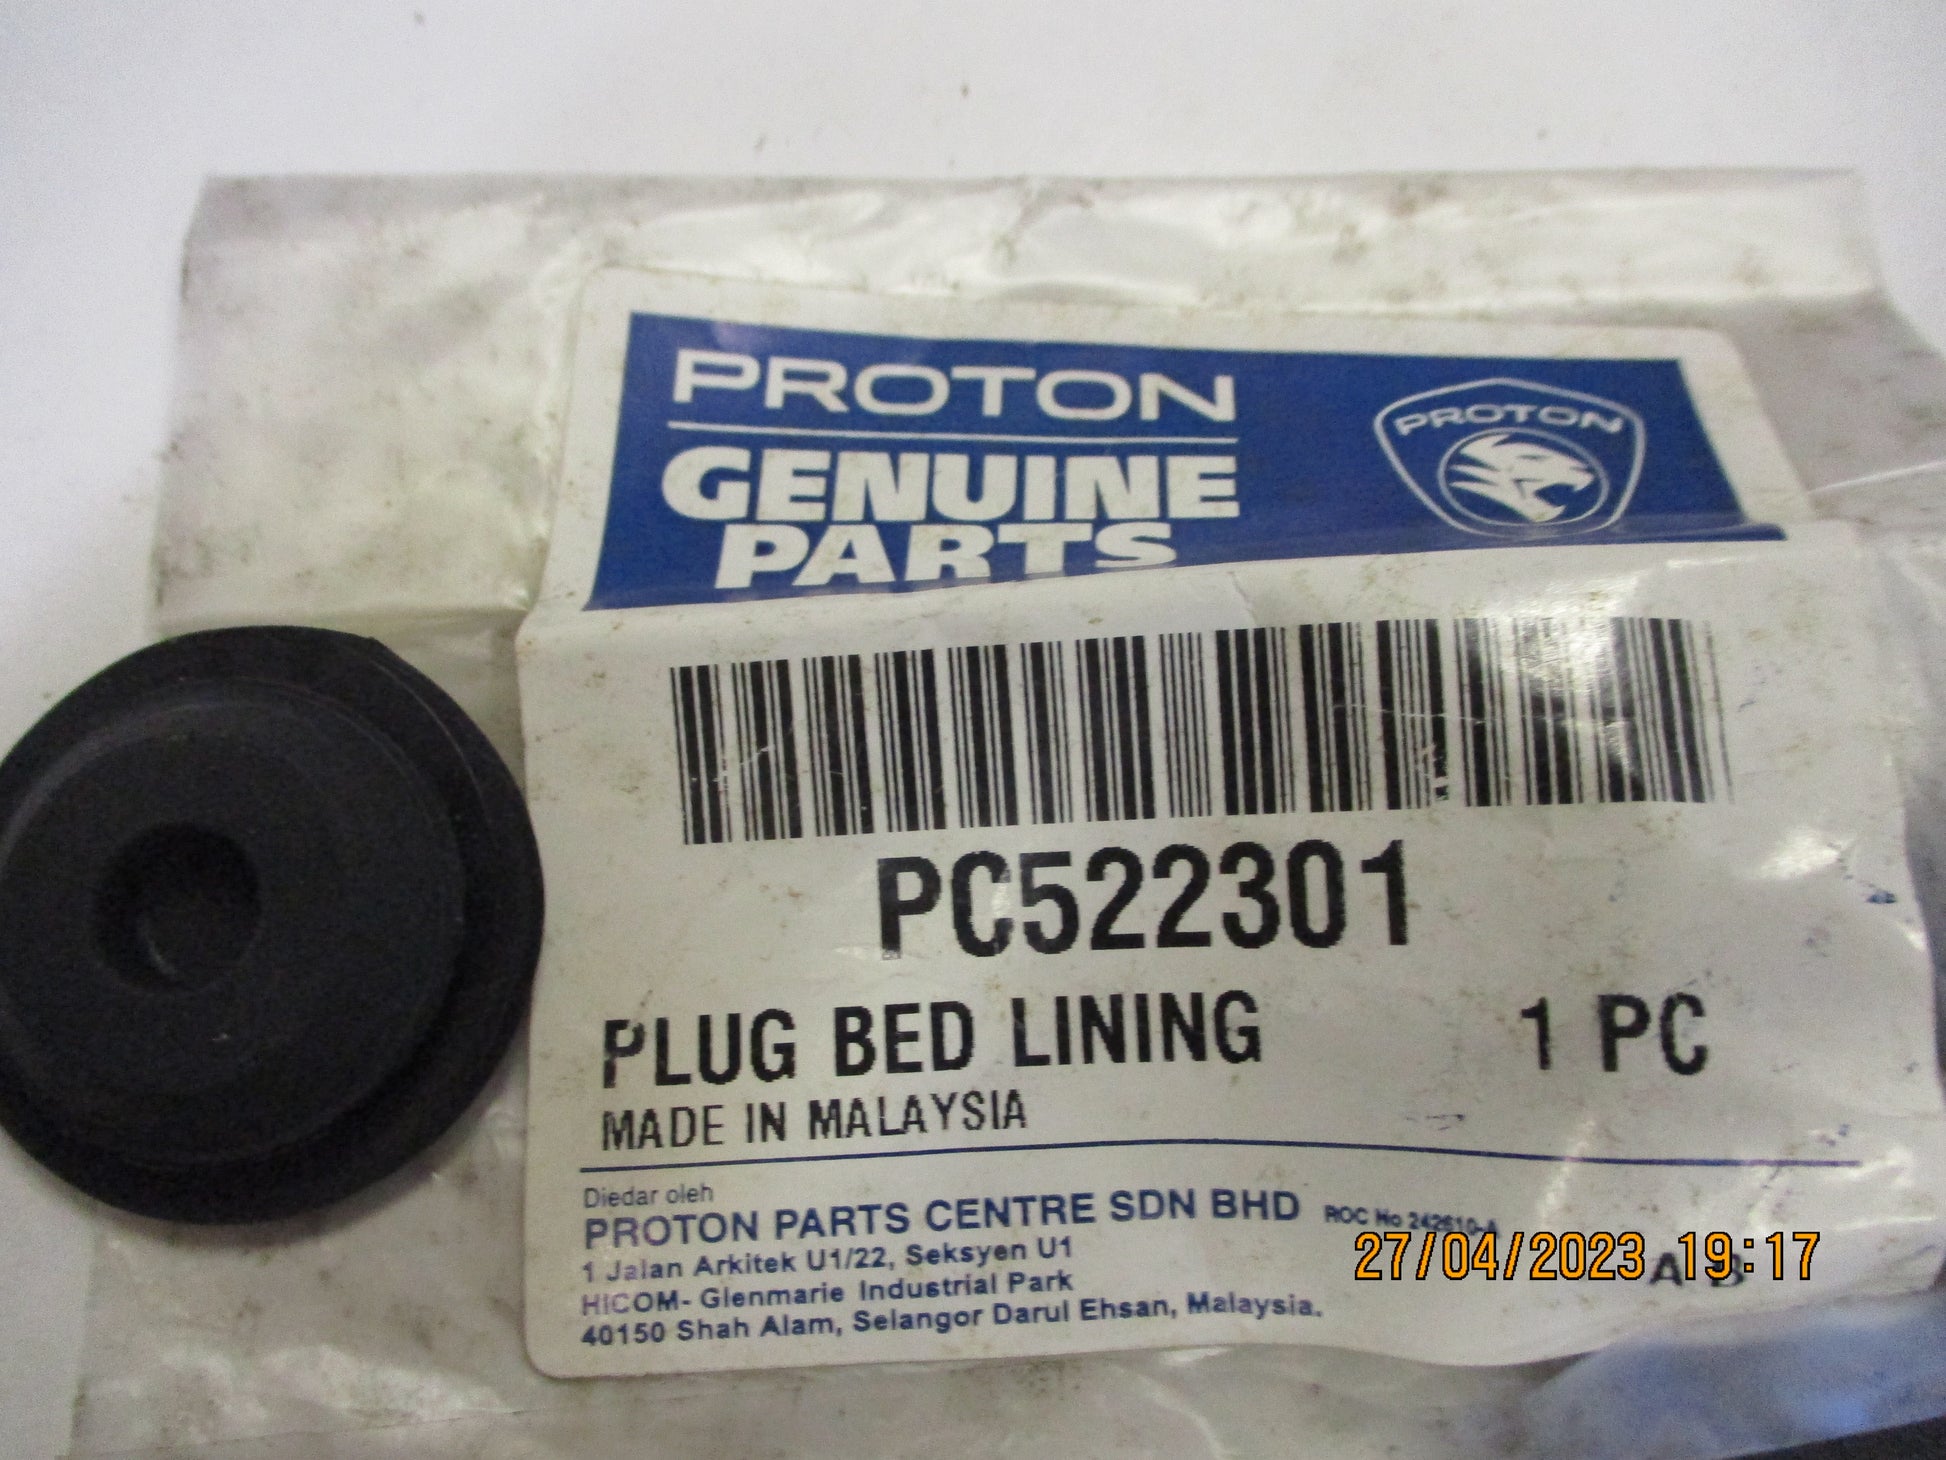 PROTON
GENUINE
PARTS
PROTON
PC522301
PLUG BED LINING 1 PC
MADE IN MALAYSIA
Diedar oleh
PROTON PARTS CENTRE SDN BHD ROC No
1 Jalan Arkitek U1/22, Seksyen U1
HICOM- Glenmarie Industrial Park
40150 Shah Alam, Selangor Darul Ehsan, Malaysia.
27/04/2023 19:17